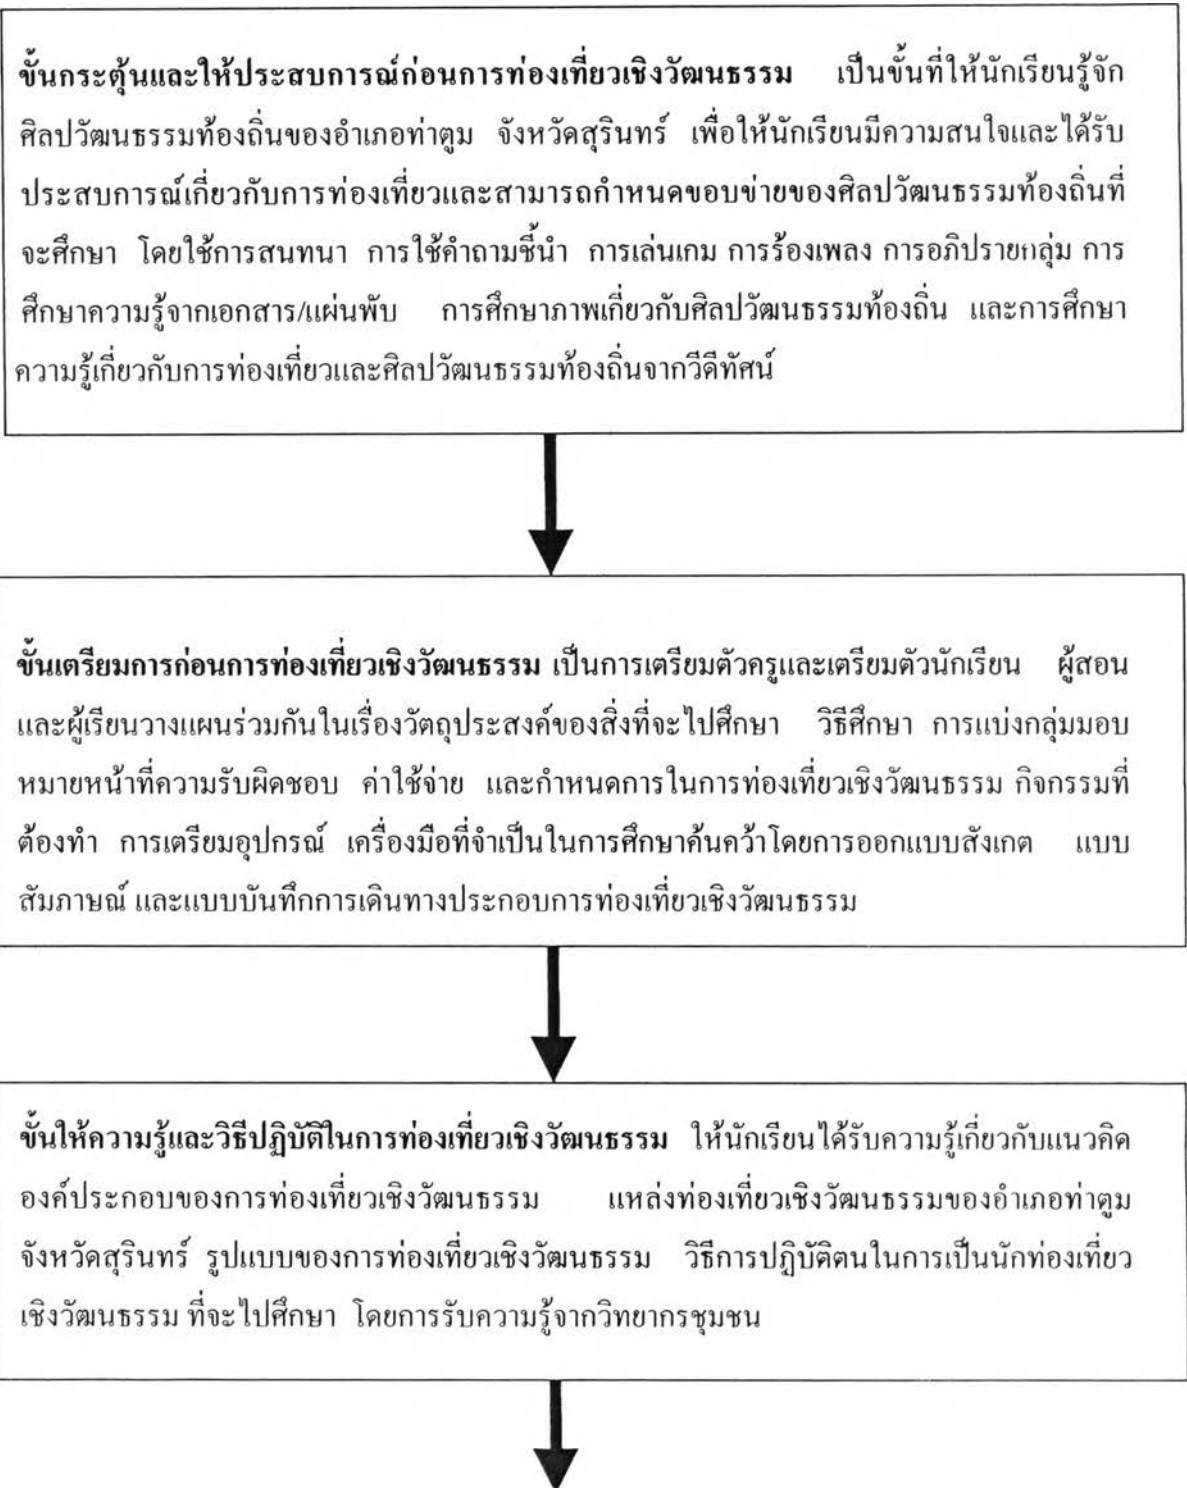 ขั้นกระตุ้นและให้ประสบการณ์ก่อนการท่องเที่ยวเชิงวัฒนธรรม เป็นขั้นที่ให้นักเรียนรู้จัก
ศิลปวัฒนธรรมท้องถิ่นของอำเภอท่าตูม จังหวัดสุรินทร์ เพื่อให้นักเรียนมีความสนใจและได้รับ
ประสบการณ์เกี่ยวกับการท่องเที่ยวและสามารถกำหนดขอบข่ายของศิลปวัฒนธรรมท้องถิ่นที่
จะศึกษา โดยใช้การสนทนา การใช้คำถามชี้นำ การเล่นเกม การร้องเพลง การอภิปรายกลุ่ม การ
ศึกษาความรู้จากเอกสาร/แผ่นพับ การศึกษาภาพเกี่ยวกับศิลปวัฒนธรรมท้องถิ่น และการศึกษา
ความรู้เกี่ยวกับการท่องเที่ยวและศิลปวัฒนธรรมท้องถิ่นจากวีดีทัศน์
ขั้นเตรียมการก่อนการท่องเที่ยวเชิงวัฒนธรรม เป็นการเตรียมตัวครูและเตรียมตัวนักเรียน ผู้สอน
และผู้เรียนวางแผนร่วมกันในเรื่องวัตถุประสงค์ของสิ่งที่จะไปศึกษา วิธีศึกษา การแบ่งกลุ่มมอบ
หมายหน้าที่ความรับผิดชอบ ค่าใช้จ่าย และกำหนดการในการท่องเที่ยวเชิงวัฒนธรรม กิจกรรมที่
ต้องทำ การเตรียมอุปกรณ์ เครื่องมือที่จำเป็นในการศึกษาค้นคว้าโดยการออกแบบสังเกต แบบ
สัมภาษณ์ และแบบบันทึกการเดินทางประกอบการท่องเที่ยวเชิงวัฒนธรรม
ขั้นให้ความรู้และวิธีปฏิบัติในการท่องเที่ยวเชิงวัฒนธรรม ให้นักเรียนได้รับความรู้เกี่ยวกับแนวคิด
องค์ประกอบของการท่องเที่ยวเชิงวัฒนธรรม แหล่งท่องเที่ยวเชิงวัฒนธรรมของอำเภอท่าตูม
จังหวัดสุรินทร์ รูปแบบของการท่องเที่ยวเชิงวัฒนธรรม วิธีการปฏิบัติตนในการเป็นนักท่องเที่ยว
เชิงวัฒนธรรม ที่จะไปศึกษา โดยการรับความรู้จากวิทยากรชุมชน